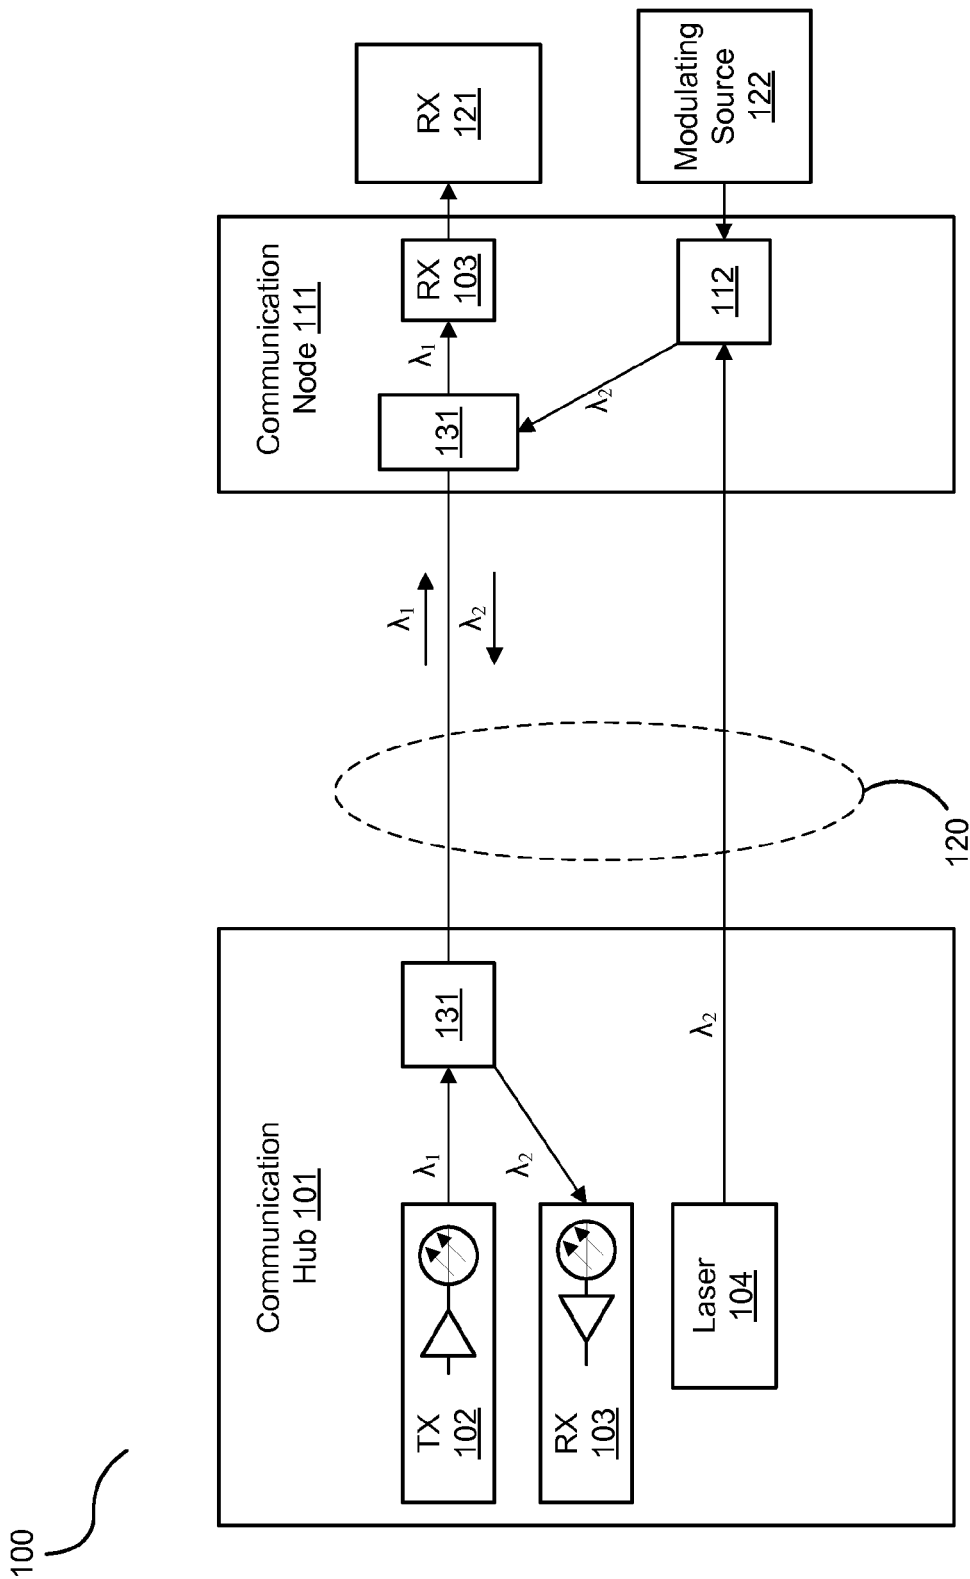 100
Communication
Hub 101
TX
102
RX
103
Laser
104
λ1
λ2
131
λ2
120
λ1
λ2
Communication
Node 111
131
λ1
RX
103
λ2
112
RX
121
Modulating
Source
122